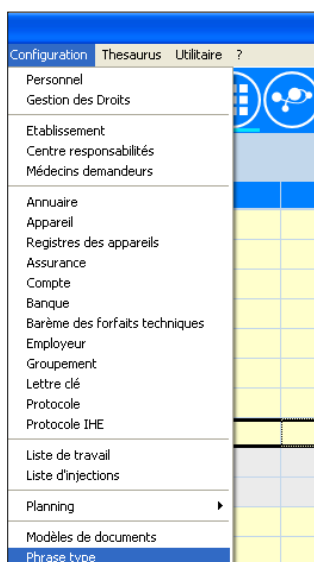 Configuration Thesaurus Utilitaire ?
Personnel
Gestion des Droits
Etablissement
Centre responsabilités
Médecins demandeurs
Annuaire
Appareil
Registres des appareils
Assurance
Compte
Banque
Barème des forfaits techniques
Employeur
Groupement
Lettre clé
Protocole
Protocole IHE
Liste de travail
Liste d'injections
Planning
Modèles de documents
Phrase type